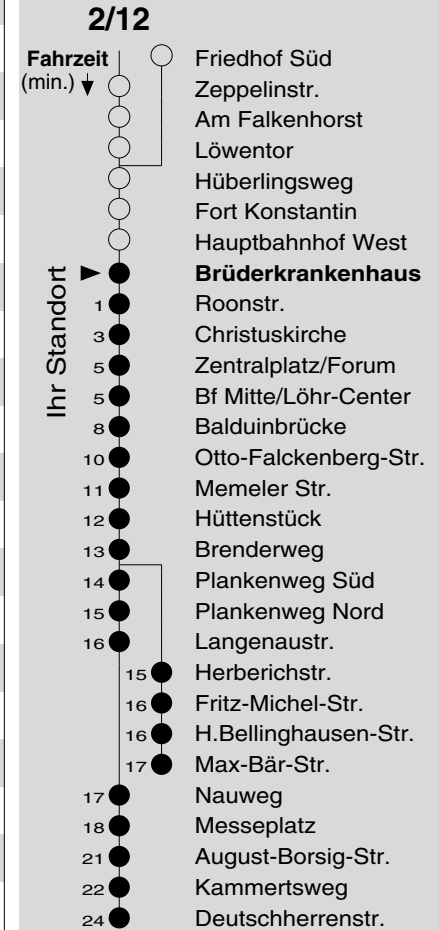 2/12
Fahrzeit Friedhof Süd
(min.) Zeppelinstr.
Am Falkenhorst
Löwentor
Hüberlingsweg
Fort Konstantin
Hauptbahnhof West
Ihr Standort
Brüderkrankenhaus
1 Roonstr.
3 Christuskirche
5 Zentralplatz/Forum
5 Bf Mitte/Löhr-Center
8 Balduinbrücke
10 Otto-Falckenberg-Str.
11 Memeler Str.
12 Hüttenstück
13 Brenderweg
14 Plankenweg Süd
15 Plankenweg Nord
16 Langenaustr.
15 Herberichstr.
16 Fritz-Michel-Str.
16 H.Bellinghausen-Str.
17 Max-Bär-Str.
17 Nauweg
18 Messeplatz
21 August-Borsig-Str.
22 Kammertsweg
24 Deutschherrenstr.